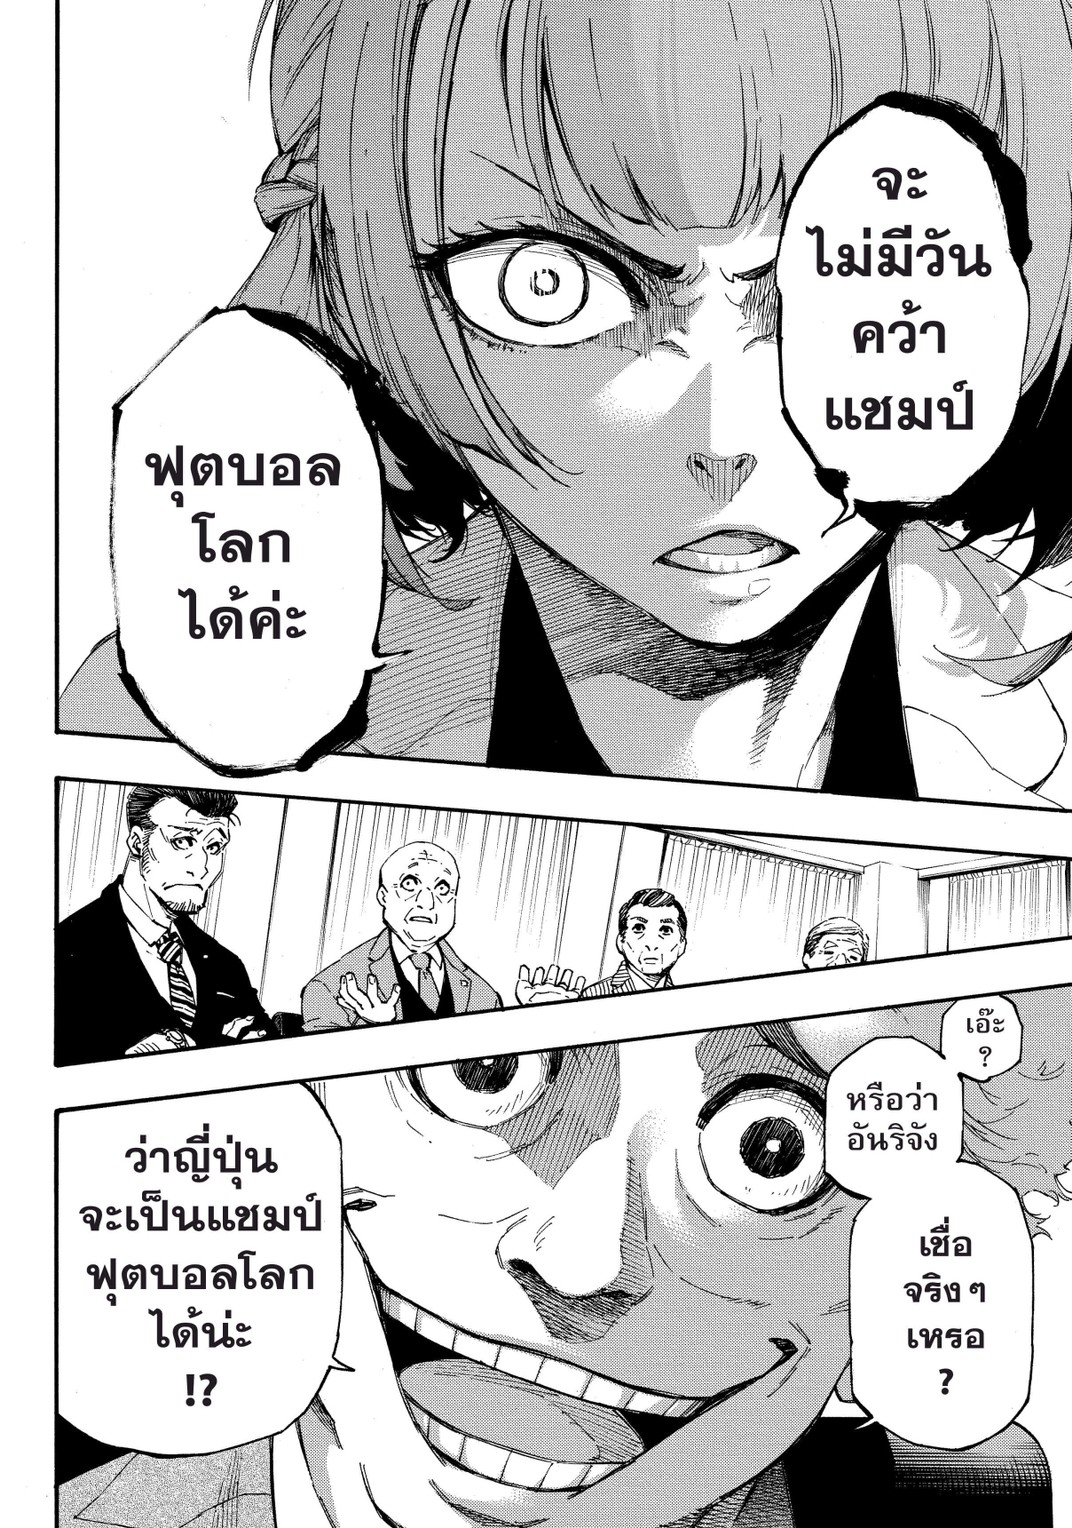 จะ
ไม่มีวัน
คว้า
แชมป์
ฟุตบอล
โลก
ได้ค่ะ
เอ๊ะ
?
หรือว่า
อันริจัง
เชื่อ
จริง ๆ
เหรอ
?
ว่าญี่ปุ่น
จะเป็นแชมป์
ฟุตบอลโลก
ได้น่ะ
!?